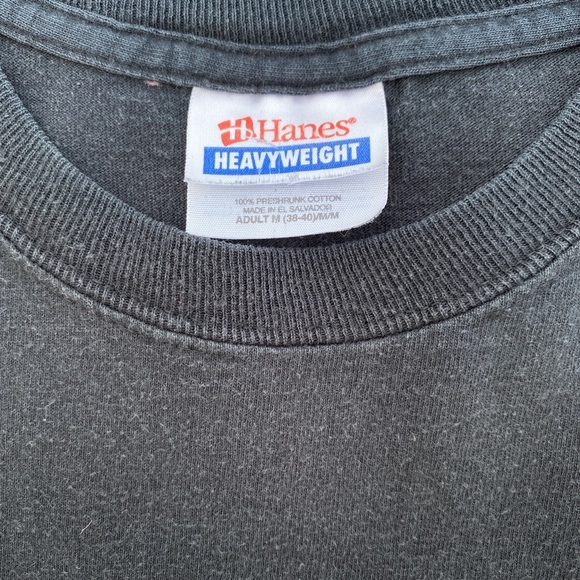 Hanes®
HEAVYWEIGHT
100% PRESHRUNK COTTON
MADE IN EL SALVADOR
ADULT M (38-40)/M/M